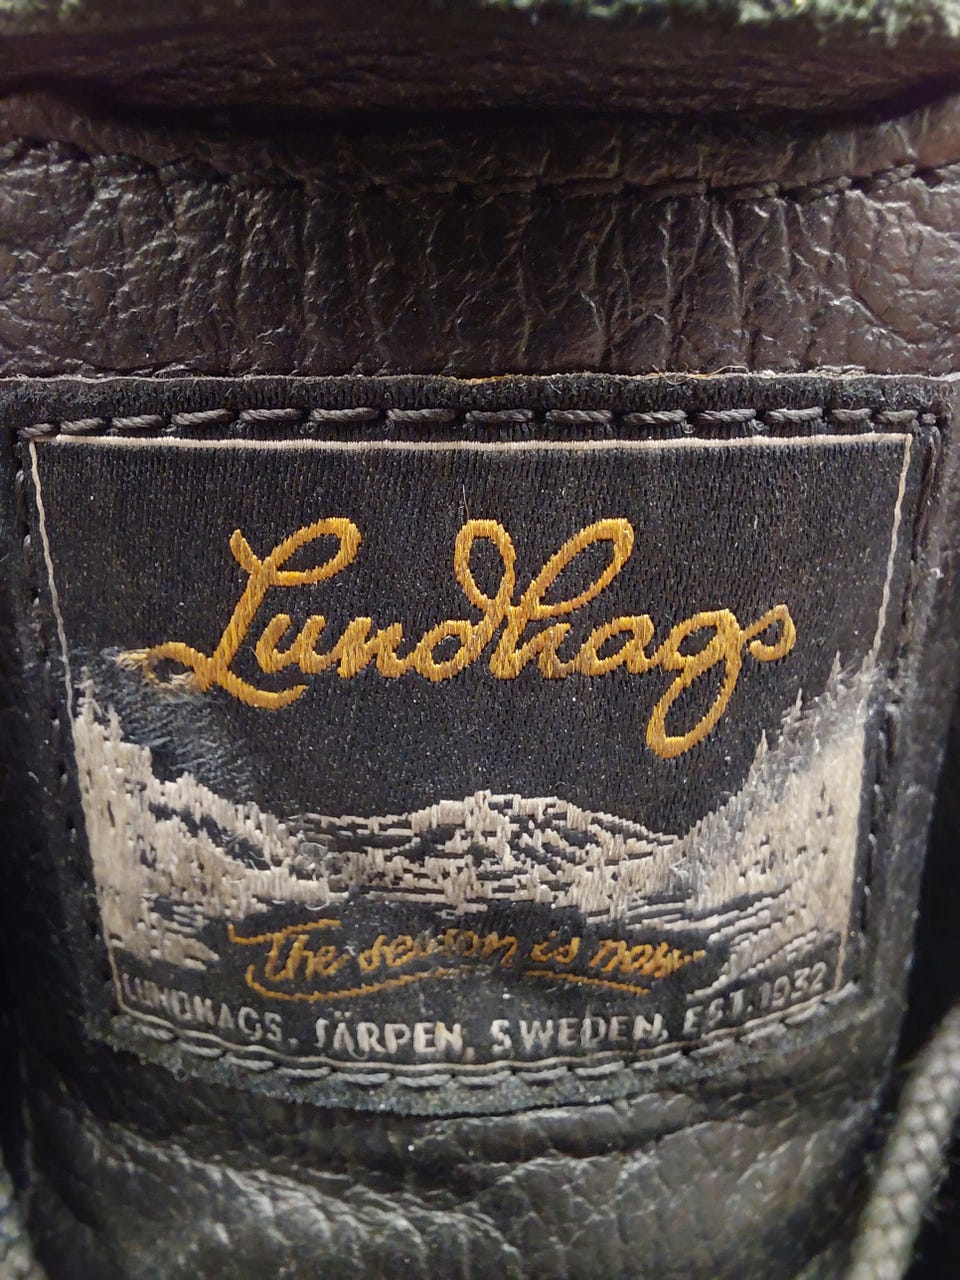 Lundhags
The season is now
LUNDHAGS. JÄRPEN, SWEDEN, EST. 1932